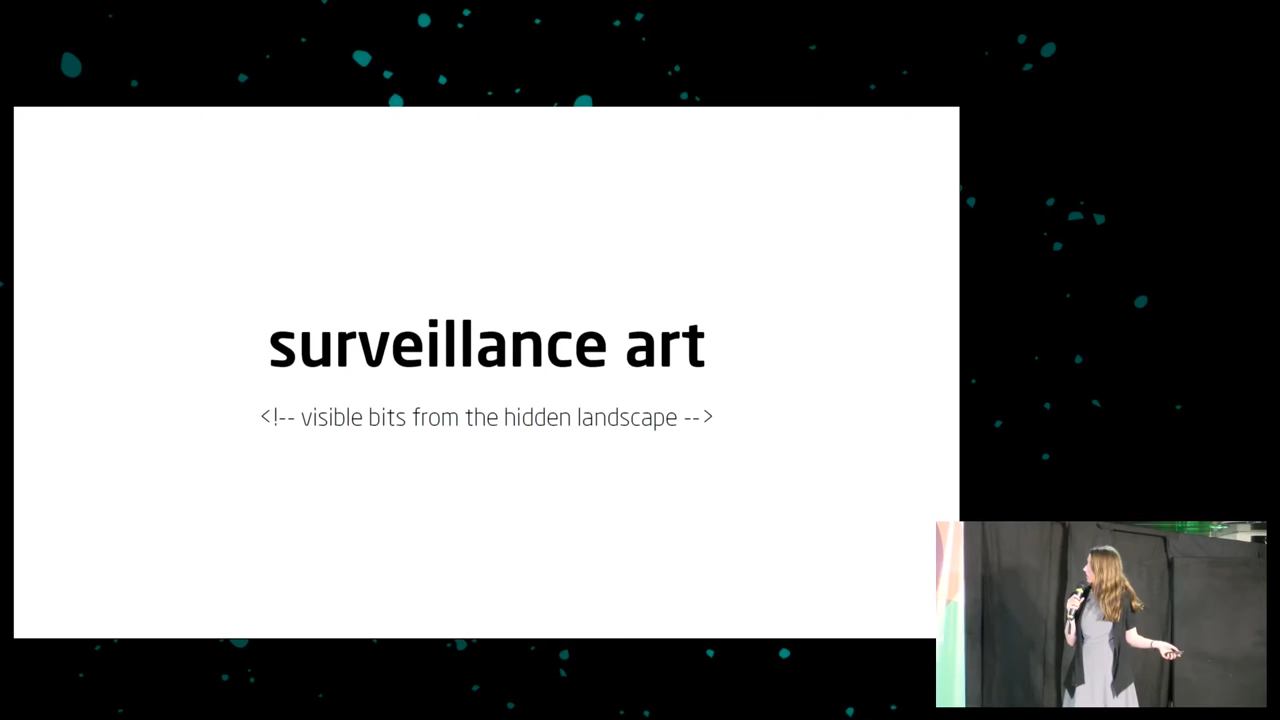 surveillance art
<!-- visible bits from the hidden landscape -->